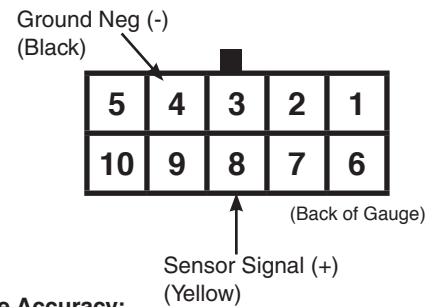 Ground Neg (-)
(Black)
5 4 3 2 1
10 9 8 7 6
(Back of Gauge)
Sensor Signal (+)
(Yellow)
Accuracy: